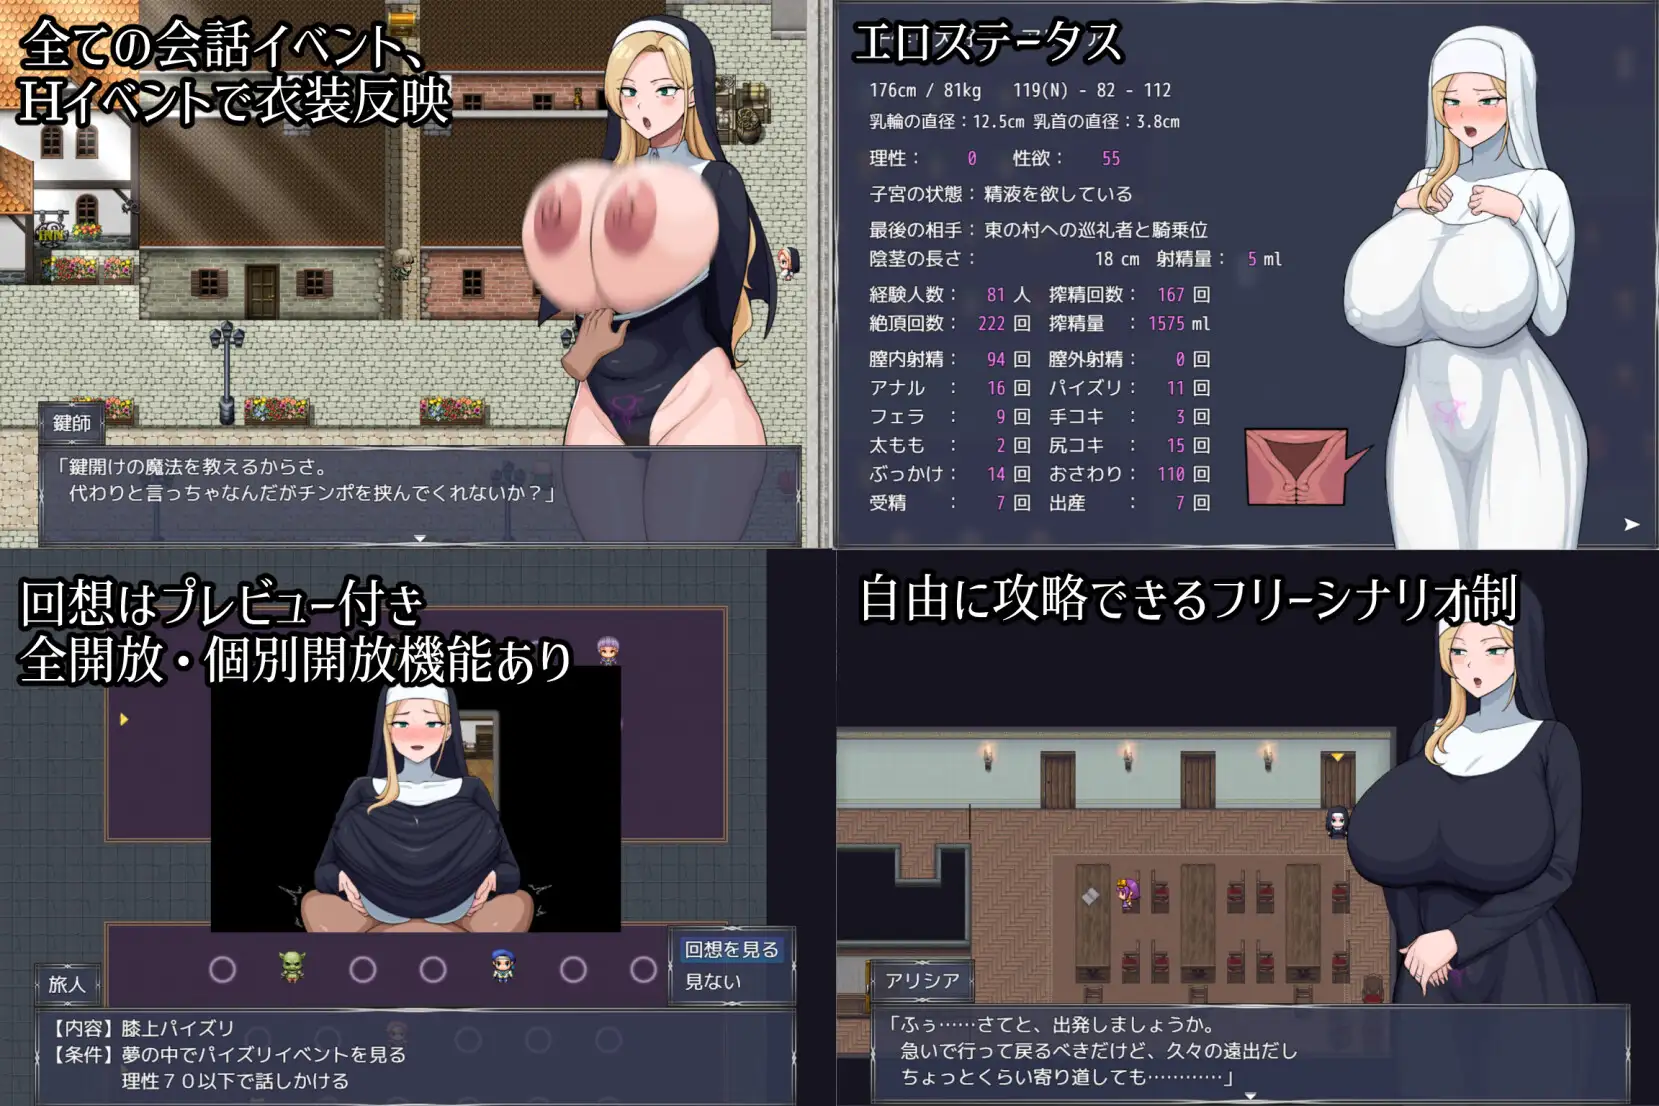 全ての会話イベント、
Hイベントで衣装反映
INN
鍵師
「鍵開けの魔法を教えるからさ。
代わりと言っちゃなんだがチンポを挟んでくれないか？」
エロステータス
176cm / 81kg 119(N) - 82 - 112
乳輪の直径：12.5cm 乳首の直径：3.8cm
理性： 0 性欲： 55
子宮の状態：精液を欲している
最後の相手：東の村への巡礼者と騎乗位
陰茎の長さ： 18 cm 射精量： 5 ml
経験人数： 81 人 搾精回数： 167 回
絶頂回数： 222 回 搾精量 ： 1575 ml
膣内射精： 94 回 膣外射精： 0 回
アナル ： 16 回 パイズリ： 11 回
フェラ ： 9 回 手コキ ： 3 回
太もも ： 2 回 尻コキ ： 15 回
ぶっかけ： 14 回 おさわり： 110 回
受精 ： 7 回 出産 ： 7 回
回想はプレビュー付き
全開放・個別開放機能あり
回想を見る
見ない
旅人
【内容】膝上パイズリ
【条件】夢の中でパイズリイベントを見る
理性７０以下で話しかける
自由に攻略できるフリーシナリオ制
アリシア
「ふぅ……さてと、出発しましょうか。
急いで行って戻るべきだけど、久々の遠出だし
ちょっとくらい寄り道しても…………」